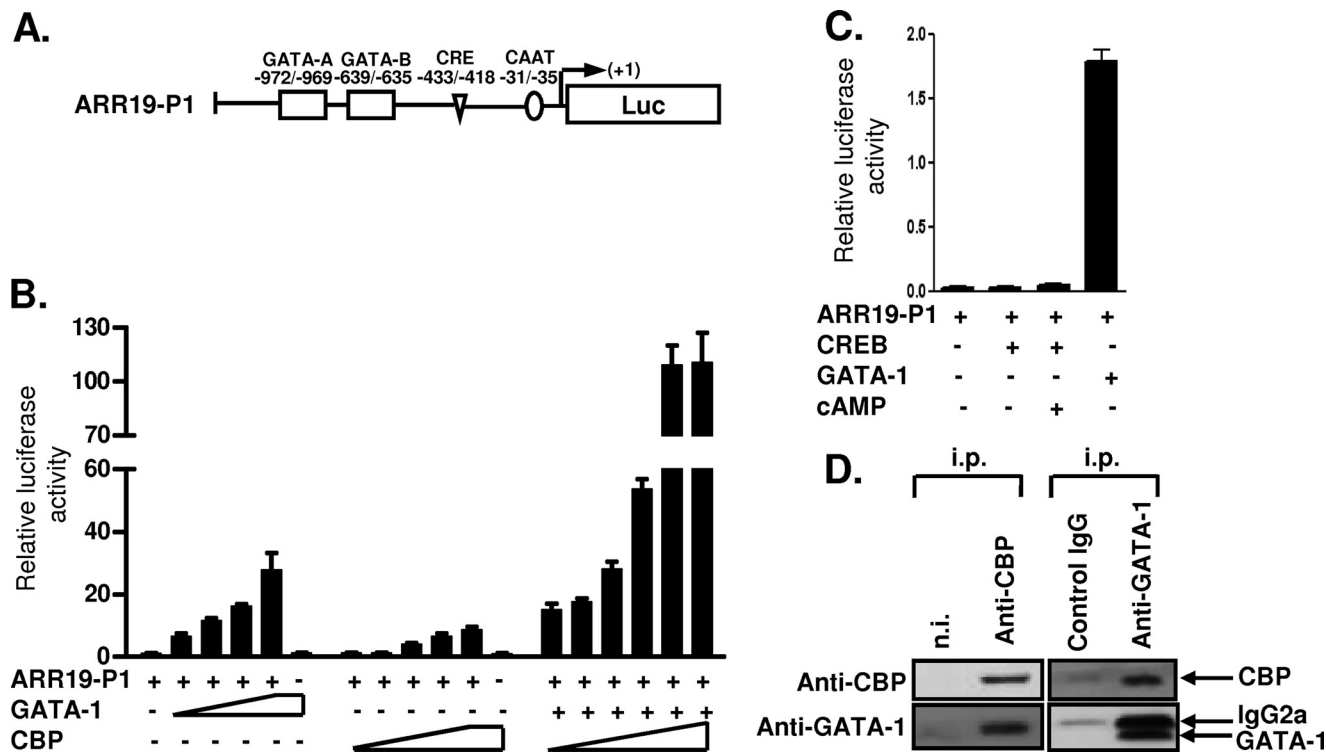 A.
GATA-A GATA-B CRE CAAT
-972/-969 -639/-635 -433/-418 -31/-35 (+1)
ARR19-P1 Luc
B.
Relative luciferase activity
130
100
70
60
40
20
0
ARR19-P1 + + + + + - + + + + + - + + + + + +
GATA-1 - - - - - - - + + + + + +
CBP - - - - - - -
C.
Relative luciferase activity
2.0
1.5
1.0
0.5
0.0
ARR19-P1 + + + +
CREB - + + -
GATA-1 - - - +
cAMP - - + -
D.
i.p. i.p.
n.i. Anti-CBP Control IgG Anti-GATA-1
Anti-CBP CBP
Anti-GATA-1 IgG2a
GATA-1